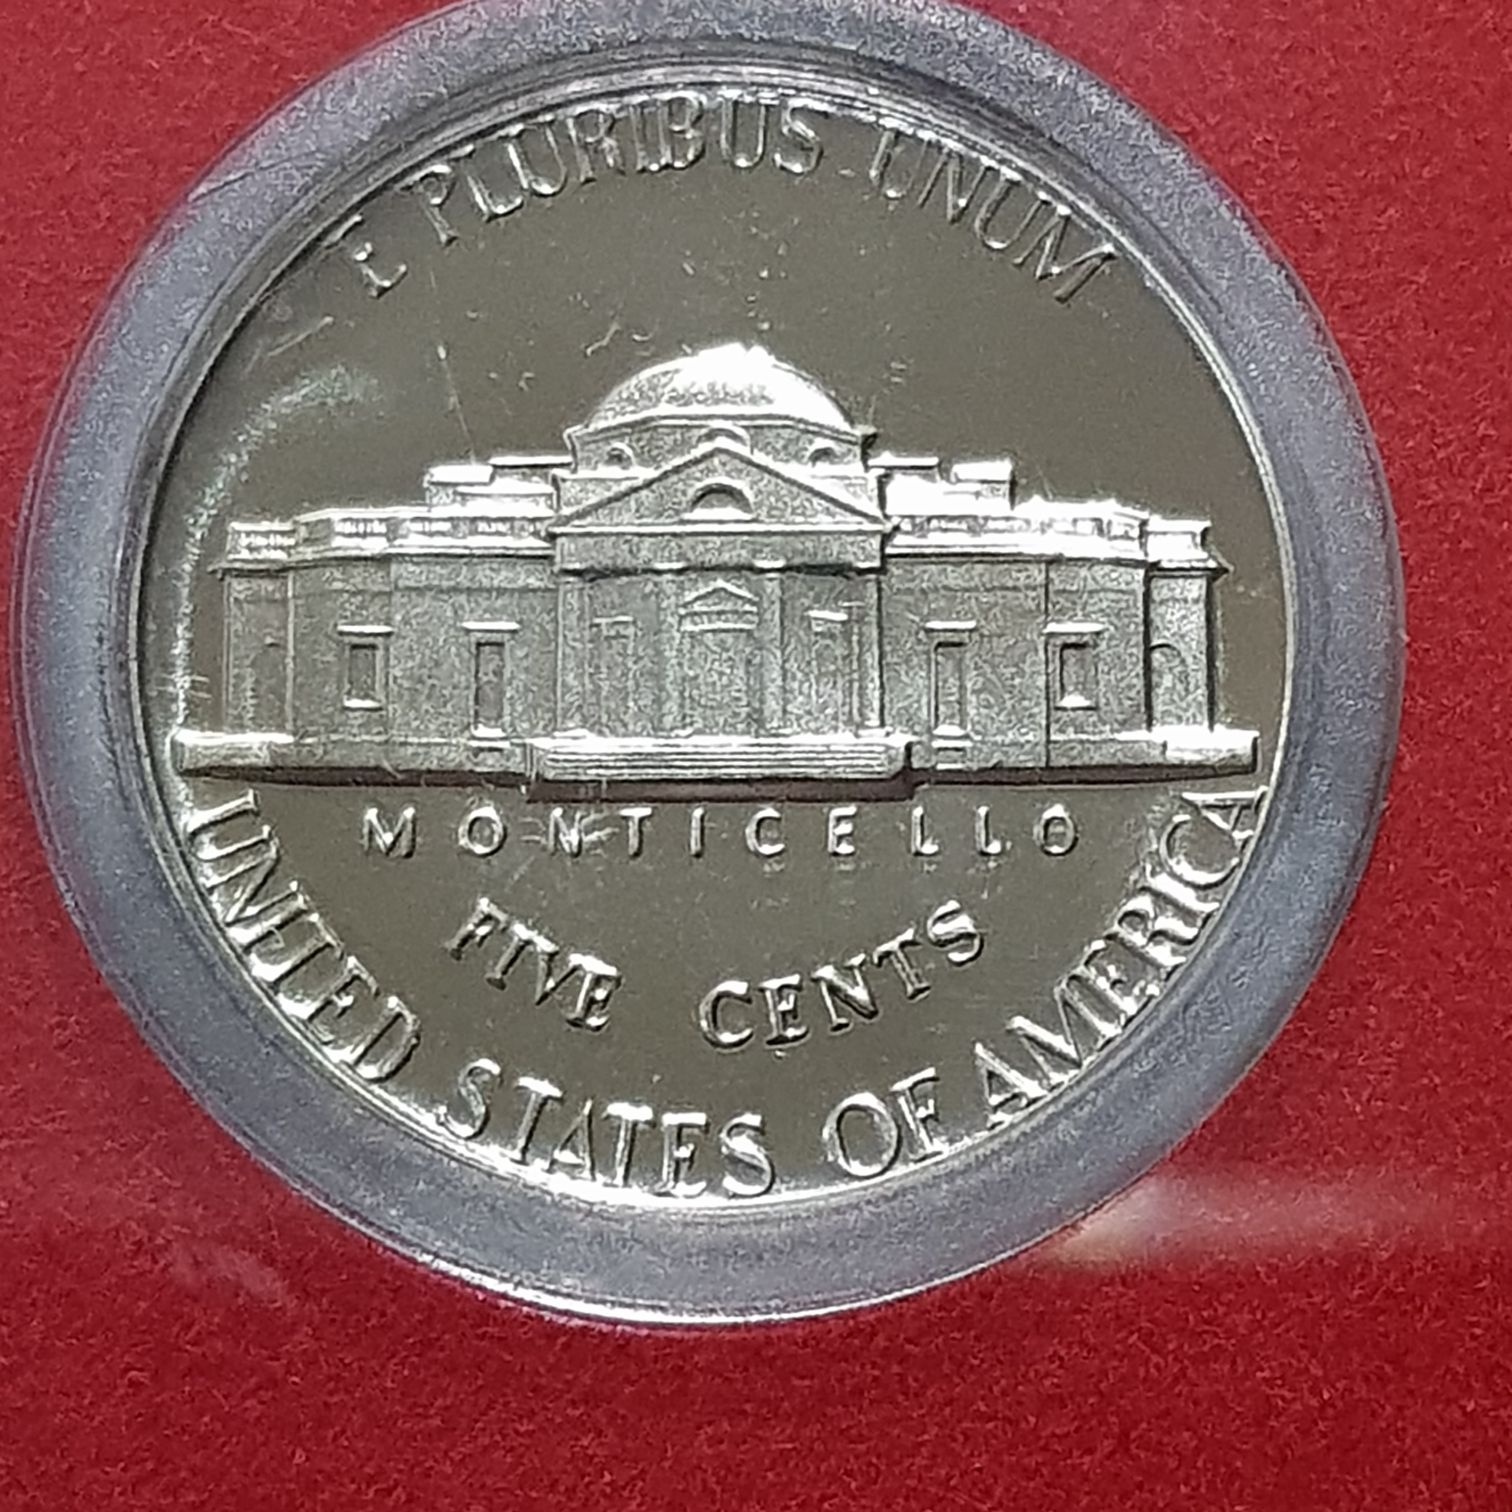 E PLURIBUS UNUM
MONTICELLO
FIVE CENTS
UNITED STATES OF AMERICA